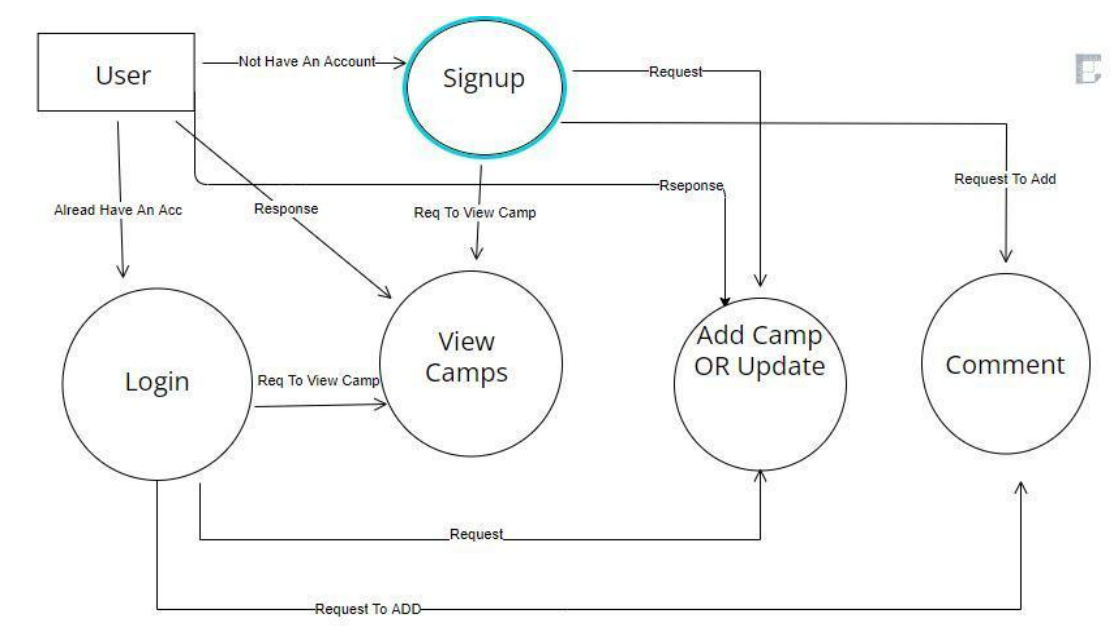 User
Not Have An Account
Signup
Request
Request To Add
Rseponse
Alread Have An Acc
Response
Req To View Camp
Login
Req To View Camp
View
Camps
Add Camp
OR Update
Comment
Request
Request To ADD